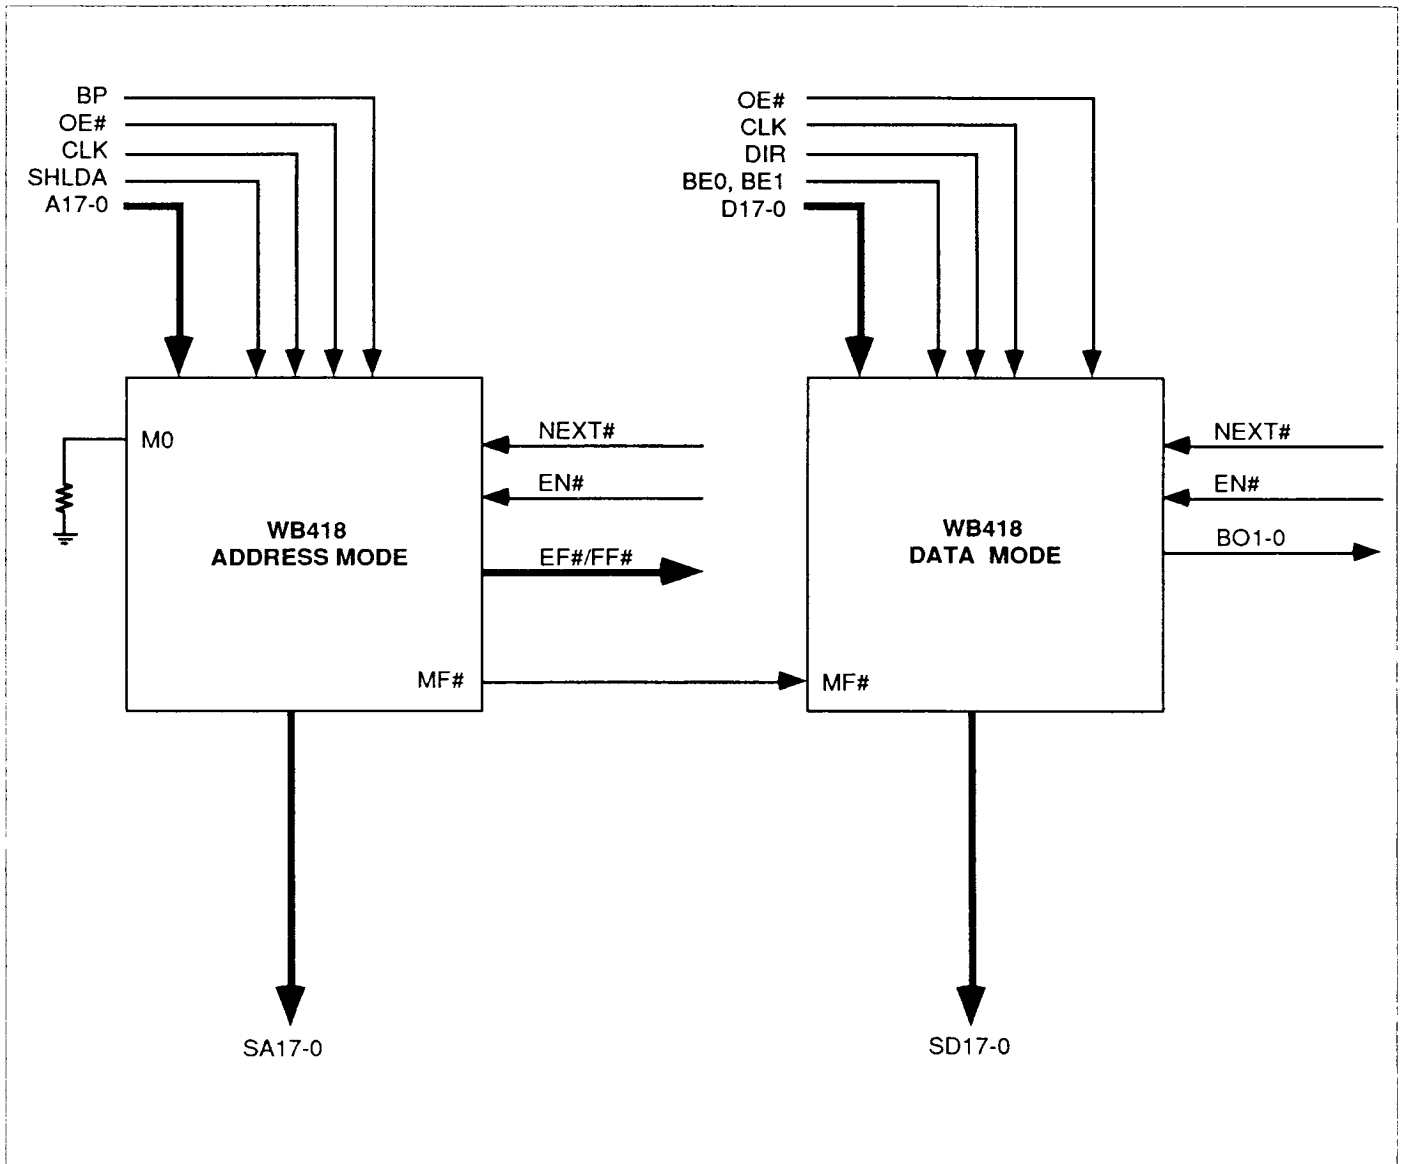 BP
OE#
CLK
SHLDA
A17-0
OE#
CLK
DIR
BE0, BE1
D17-0
M0
NEXT#
EN#
WB418
ADDRESS MODE
EF#/FF#
MF#
NEXT#
EN#
WB418
DATA MODE
BO1-0
MF#
SA17-0
SD17-0